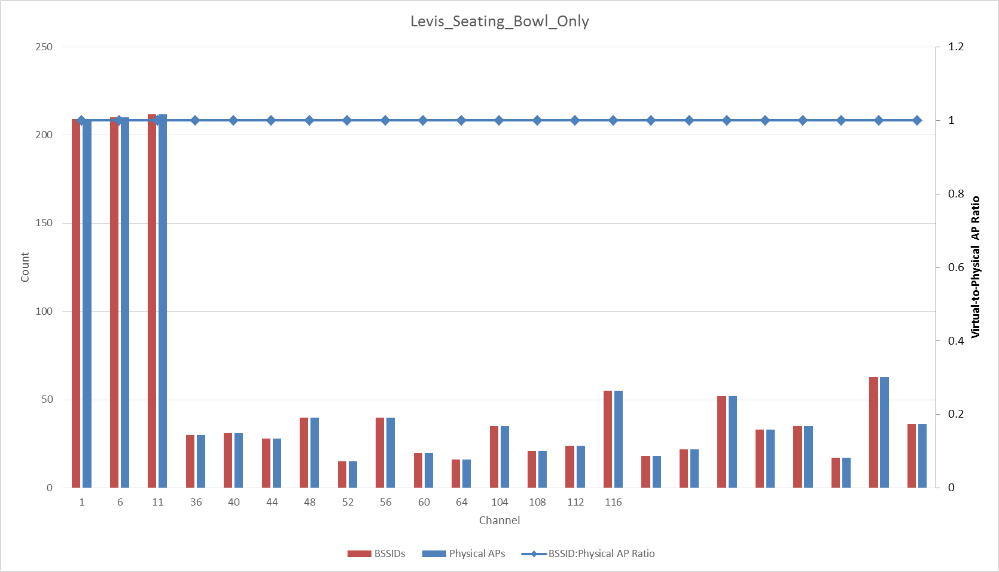 Levis_Seating_Bowl_Only
250
200
150
100
50
0
Count
1.2
1
0.8
0.6
0.4
0.2
0
Virtual-to-Physical AP Ratio
1 6 11 36 40 44 48 52 56 60 64 104 108 112 116
Channel
BSSIDs Physical APs BSSID:Physical AP Ratio